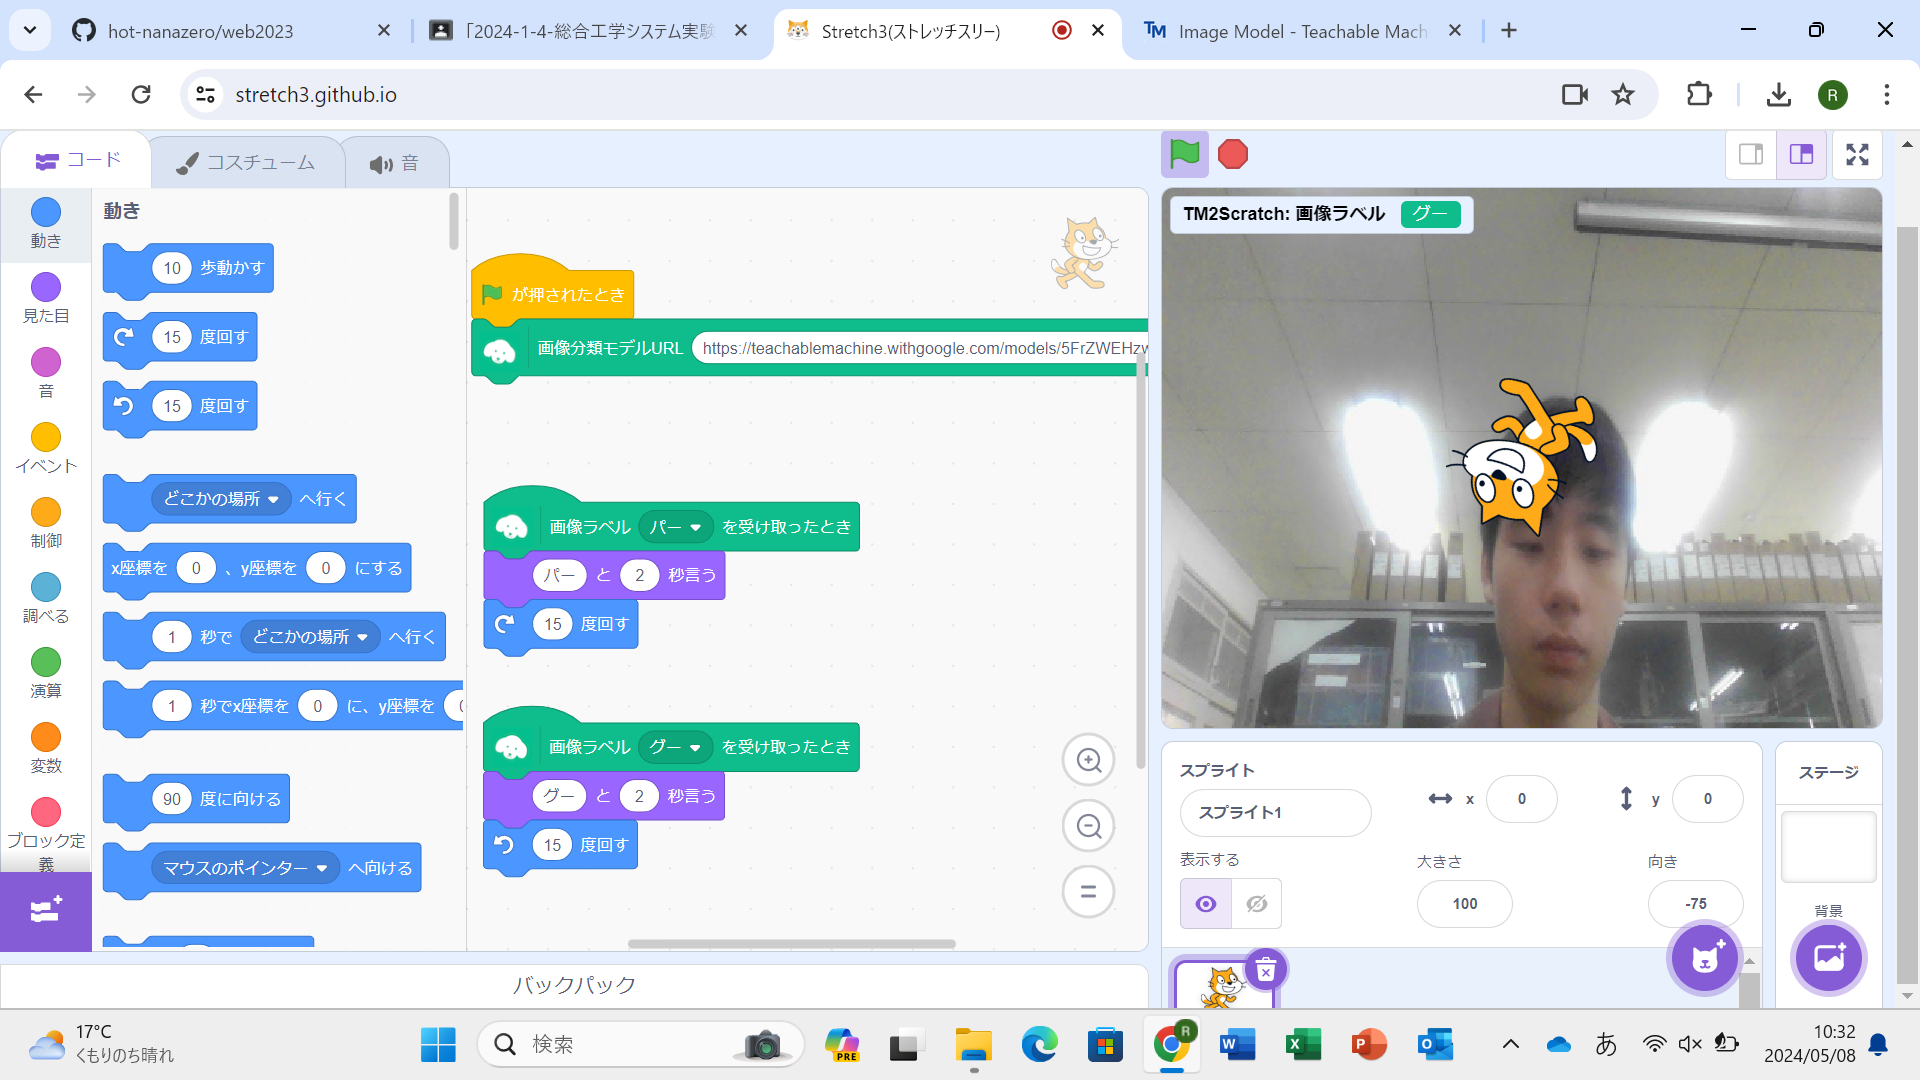 hot-nanazero/web2023
「2024-1-4-総合工学システム実験
Stretch3(ストレッチスリー)
Image Model - Teachable Mach
stretch3.github.io
R
コード
コスチューム
音
動き
見た目
音
イベント
制御
調べる
演算
変数
ブロック定
義
動き
10 歩動かす
15 度回す
15 度回す
どこかの場所 へ行く
x座標を 0 、y座標を 0 にする
1 秒で どこかの場所 へ行く
1 秒でx座標を 0 に、y座標を
90 度に向ける
マウスのポインター へ向ける
が押されたとき
画像分類モデルURL https://teachablemachine.withgoogle.com/models/5FrZWEHzw
画像ラベル パー を受け取ったとき
パー と 2 秒言う
15 度回す
画像ラベル グー を受け取ったとき
グー と 2 秒言う
15 度回す
バックパック
TM2Scratch: 画像ラベル グー
スプライト
スプライト1
x 0
y 0
表示する
大きさ
100
向き
-75
ステージ
背景
17°C
くもりのち晴れ
検索
PRE
R
あ
10:32
2024/05/08